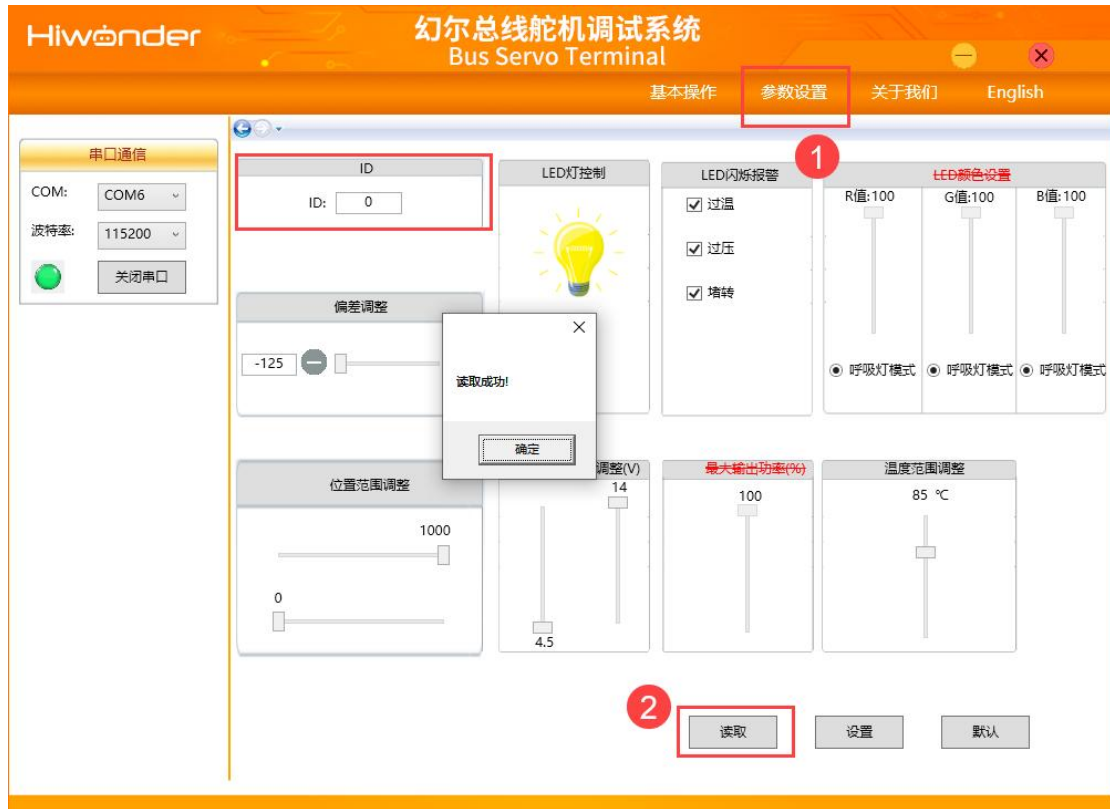 Hiwonder
幻尔总线舵机调试系统
Bus Servo Terminal
基本操作 参数设置 关于我们 English
1
串口通信
COM: COM6
波特率: 115200
关闭串口
ID
ID: 0
LED灯控制
LED闪烁报警
过温
过压
堵转
LED颜色设置
R值:100 G值:100 B值:100
呼吸灯模式 呼吸灯模式 呼吸灯模式
偏差调整
-125
读取成功!
确定
位置范围调整
1000
0
调整(V)
14
4.5
最大输出功率(%)
100
温度范围调整
85 ℃
2
读取 设置 默认